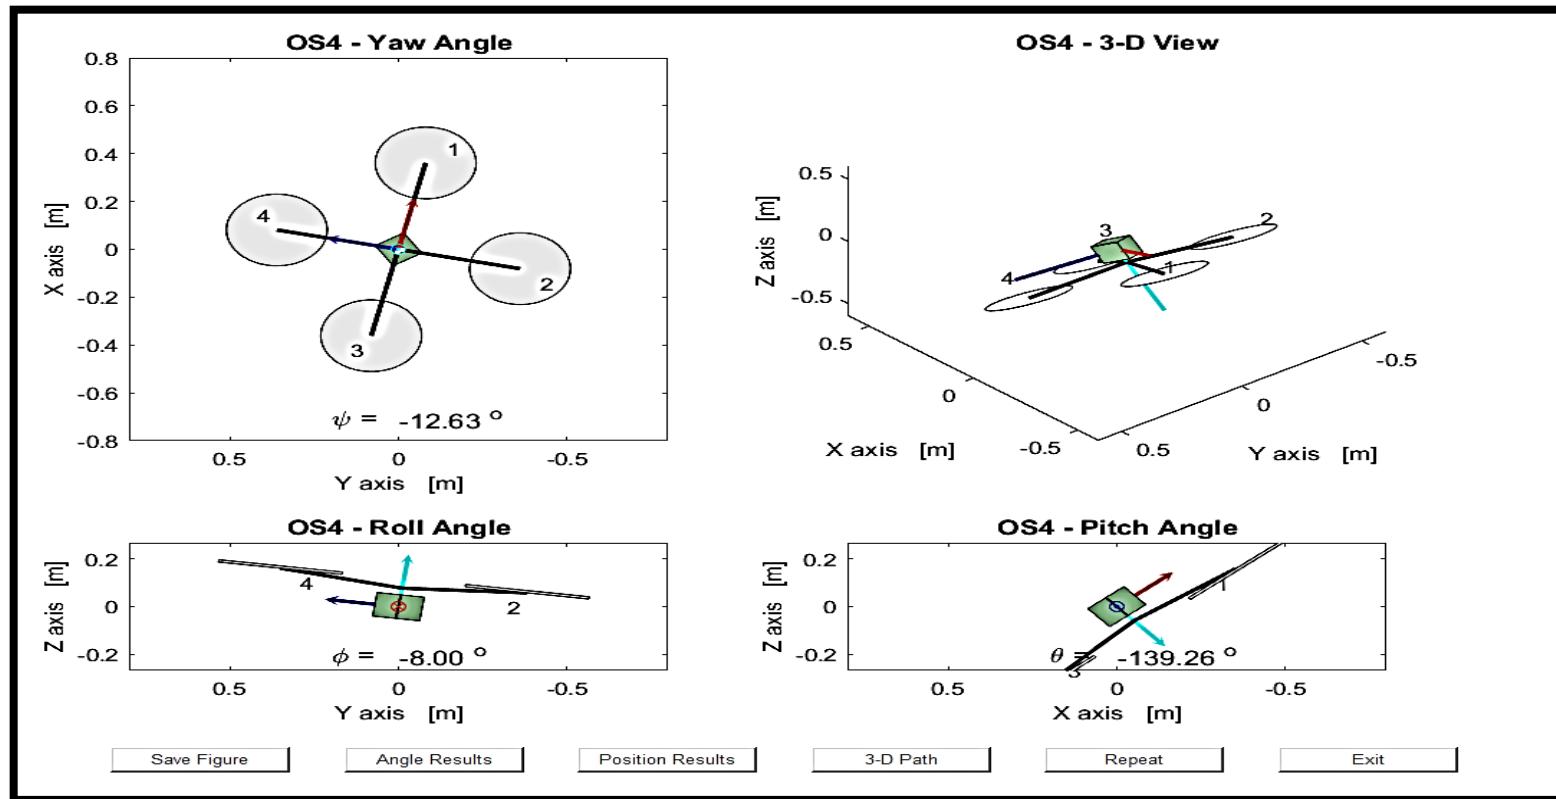 OS4 - Yaw Angle
0.8
0.6
0.4
0.2
0
-0.2
-0.4
-0.6
-0.8
X axis [m]
1
4
2
3
ψ = -12.63 °
0.5 0 -0.5
Y axis [m]
OS4 - 3-D View
0.5
0
-0.5
Z axis [m]
2
3
1
4
0.5
0
-0.5
X axis [m]
-0.5
0
0.5
Y axis [m]
OS4 - Roll Angle
0.2
0
-0.2
Z axis [m]
4
2
ϕ = -8.00 °
0.5 0 -0.5
Y axis [m]
OS4 - Pitch Angle
0.2
0
-0.2
Z axis [m]
1
θ = -139.26 °
3
0.5 0 -0.5
X axis [m]
Save Figure
Angle Results
Position Results
3-D Path
Repeat
Exit